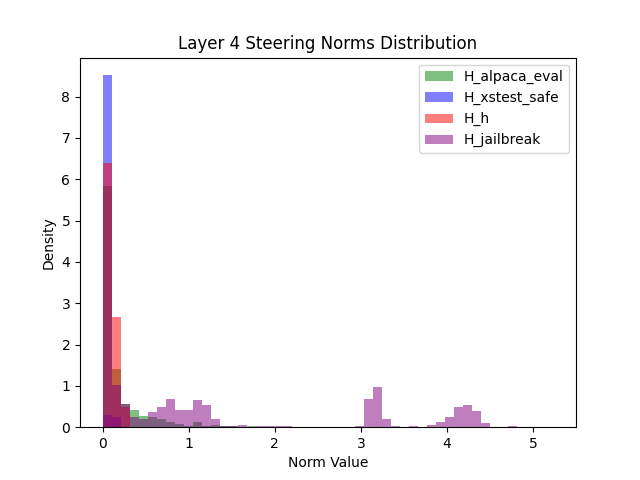 Layer 4 Steering Norms Distribution
H_alpaca_eval
H_xstest_safe
H_h
H_jailbreak
Density
8
7
6
5
4
3
2
1
0
0 1 2 3 4 5
Norm Value